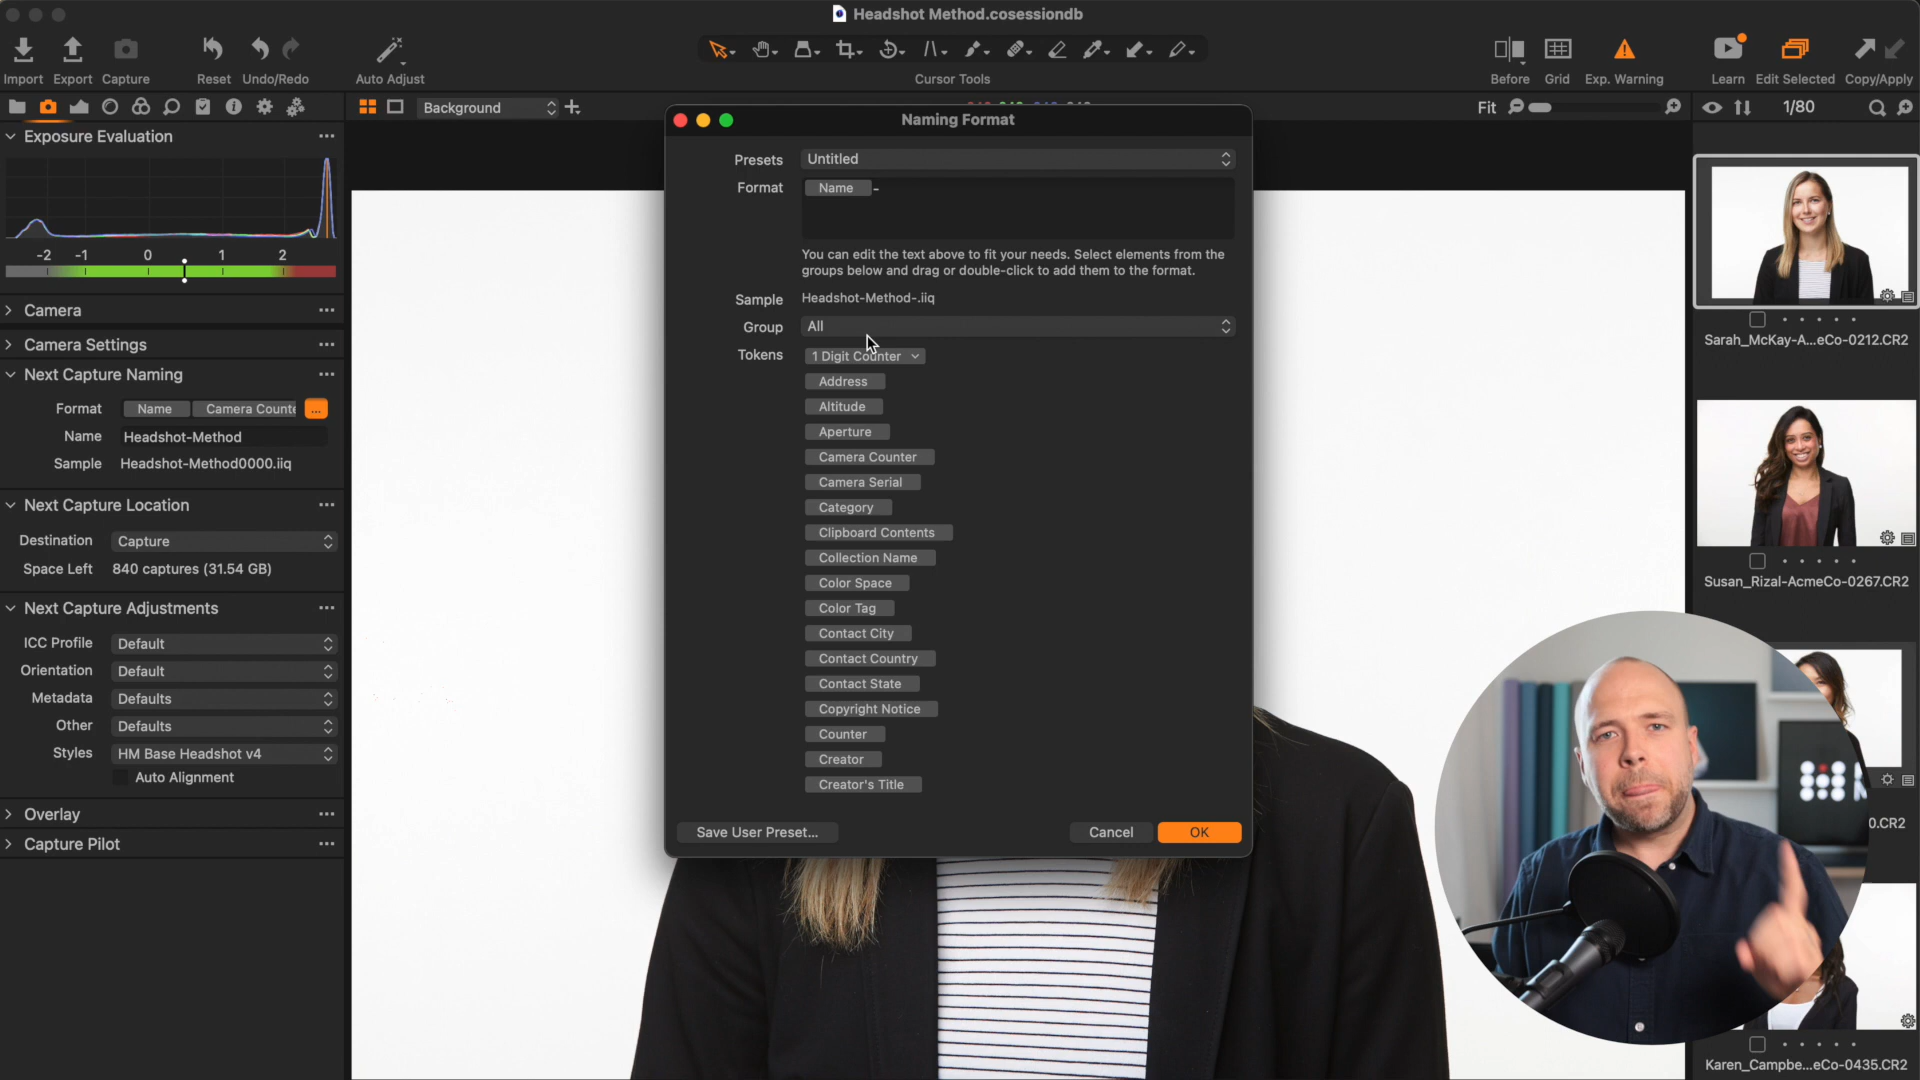 Headshot Method.cosessiondb
Import Export Capture Reset Undo/Redo Auto Adjust Cursor Tools Before Grid Exp. Warning Learn Edit Selected Copy/Apply
Background Fit 1/80
Exposure Evaluation
-2 -1 0 1 2
Camera
Camera Settings
Next Capture Naming
Format Name Camera Counte ...
Name Headshot-Method
Sample Headshot-Method0000.iiq
Next Capture Location
Destination Capture
Space Left 840 captures (31.54 GB)
Next Capture Adjustments
ICC Profile Default
Orientation Default
Metadata Defaults
Other Defaults
Styles HM Base Headshot v4
Auto Alignment
Overlay
Capture Pilot
Naming Format
Presets Untitled
Format Name -
You can edit the text above to fit your needs. Select elements from the
groups below and drag or double-click to add them to the format.
Sample Headshot-Method-.iiq
Group All
Tokens 1 Digit Counter
Address
Altitude
Aperture
Camera Counter
Camera Serial
Category
Clipboard Contents
Collection Name
Color Space
Color Tag
Contact City
Contact Country
Contact State
Copyright Notice
Counter
Creator
Creator's Title
Save User Preset... Cancel OK
Sarah_McKay-A...eCo-0212.CR2
Susan_Rizal-AcmeCo-0267.CR2
0.CR2
Karen_Campbe...eCo-0435.CR2